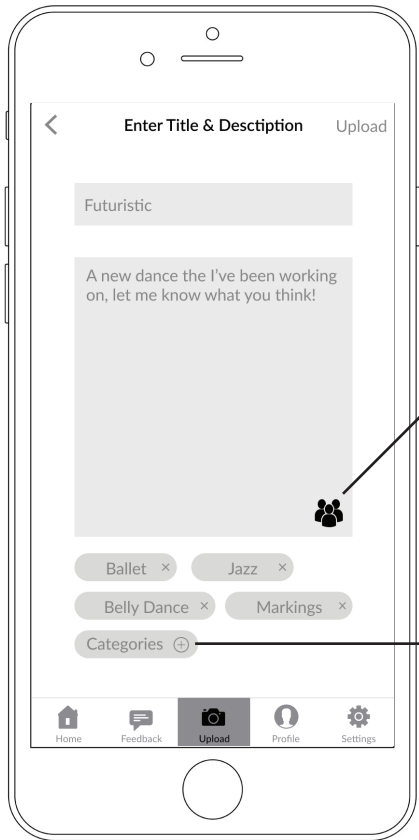 Enter Title & Desctiption Upload
Futuristic
A new dance the I've been working
on, let me know what you think!
Ballet × Jazz ×
Belly Dance × Markings ×
Categories +
Home Feedback Upload Profile Settings